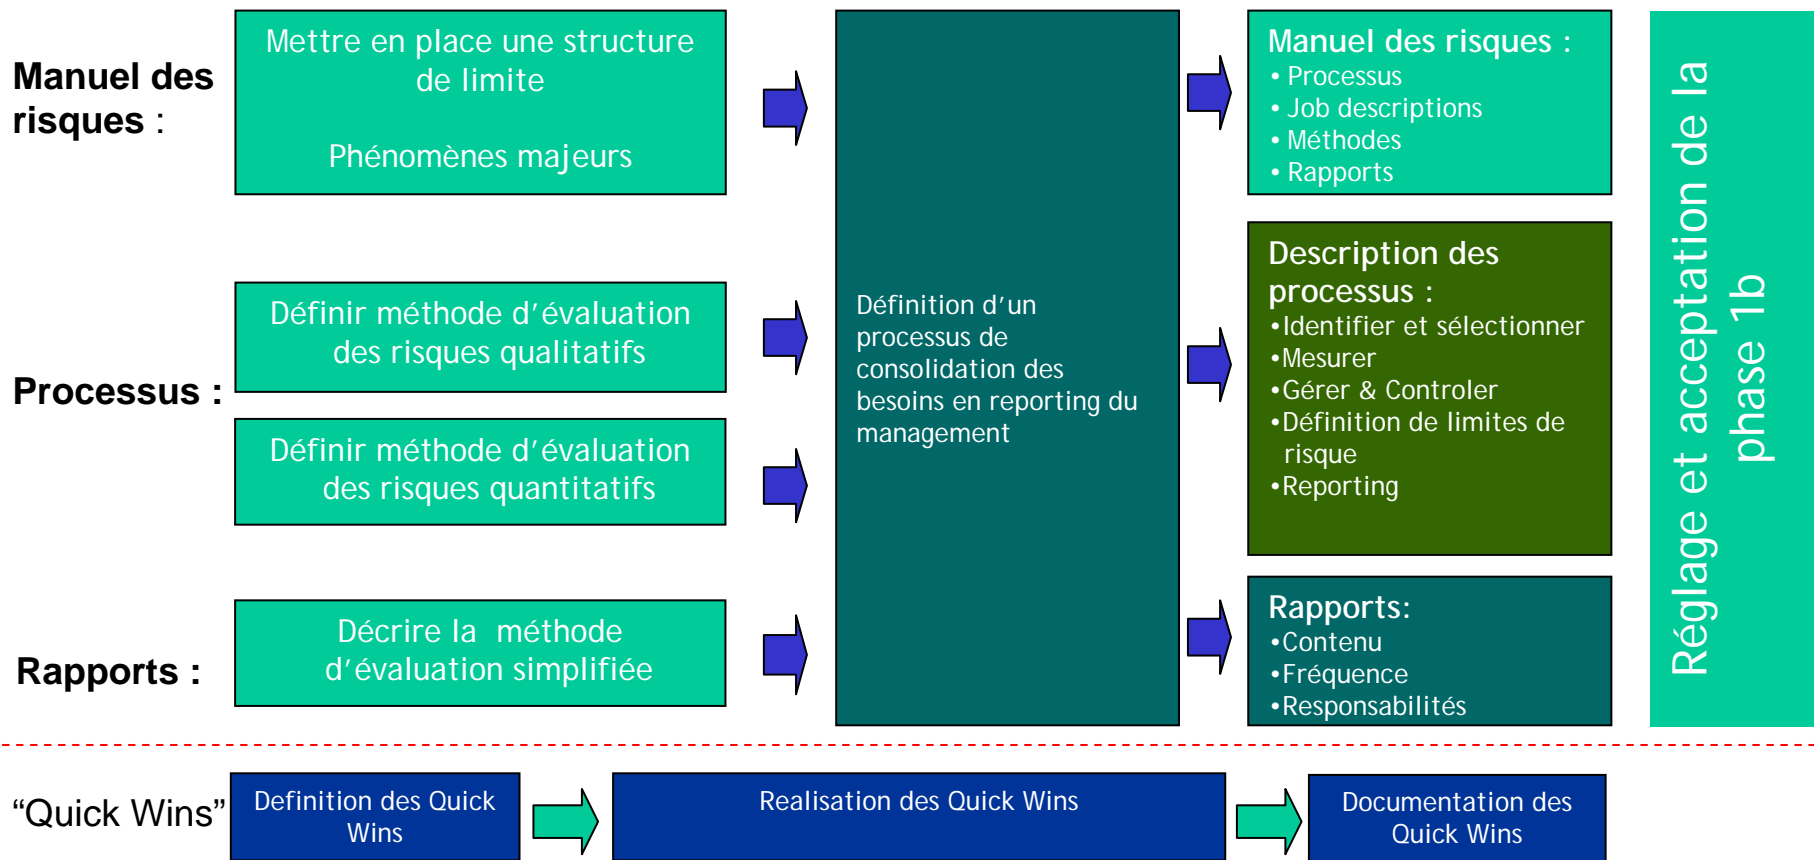 Manuel des
risques :
Mettre en place une structure
de limite
Phénomènes majeurs
Processus :
Définir méthode d’évaluation
des risques qualitatifs
Définir méthode d’évaluation
des risques quantitatifs
Rapports :
Décrire la méthode
d’évaluation simplifiée
Définition d’un
processus de
consolidation des
besoins en reporting du
management
Manuel des risques :
• Processus
• Job descriptions
• Méthodes
• Rapports
Description des
processus :
•Identifier et sélectionner
•Mesurer
•Gérer & Controler
•Définition de limites de
risque
•Reporting
Rapports:
•Contenu
•Fréquence
•Responsabilités
Réglage et acceptation de la
phase 1b
“Quick Wins”
Definition des Quick
Wins
Realisation des Quick Wins
Documentation des
Quick Wins